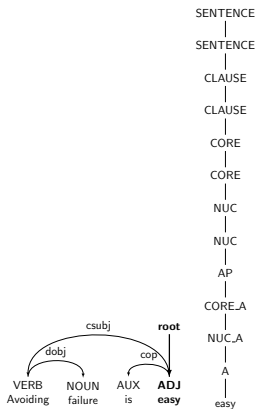 SENTENCE
SENTENCE
CLAUSE
CLAUSE
CORE
CORE
NUC
NUC
AP
CORE_A
NUC_A
A
easy
csubj root
dobj cop
VERB NOUN AUX ADJ
Avoiding failure is easy